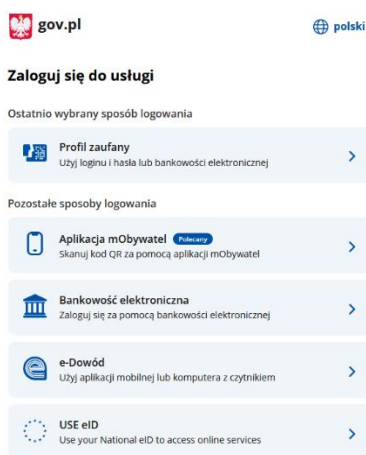 gov.pl
polski
Zaloguj się do usługi
Ostatnio wybrany sposób logowania
Profil zaufany
Użyj loginu i hasła lub bankowości elektronicznej
Pozostałe sposoby logowania
Aplikacja mObywatel Polecany
Skanuj kod QR za pomocą aplikacji mObywatel
Bankowość elektroniczna
Zaloguj się za pomocą bankowości elektronicznej
e-Dowód
Użyj aplikacji mobilnej lub komputera z czytnikiem
USE eID
Use your National eID to access online services